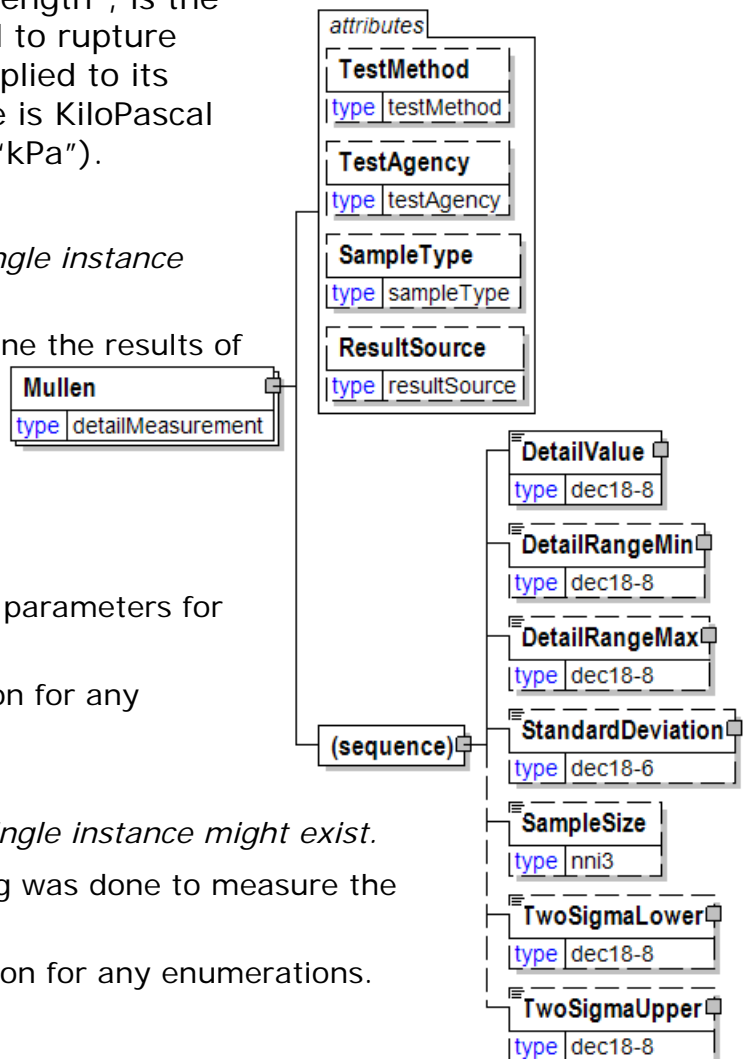 ength", is the
to rupture
plied to its
e is KiloPascal
"kPa").
ngle instance
ne the results of
parameters for
on for any
ingle instance might exist.
g was done to measure the
on for any enumerations.
Mullen
type detailMeasurement
attributes
TestMethod
type testMethod
TestAgency
type testAgency
SampleType
type sampleType
ResultSource
type resultSource
(sequence)
DetailValue
type dec18-8
DetailRangeMin
type dec18-8
DetailRangeMax
type dec18-8
StandardDeviation
type dec18-6
SampleSize
type nni3
TwoSigmaLower
type dec18-8
TwoSigmaUpper
type dec18-8